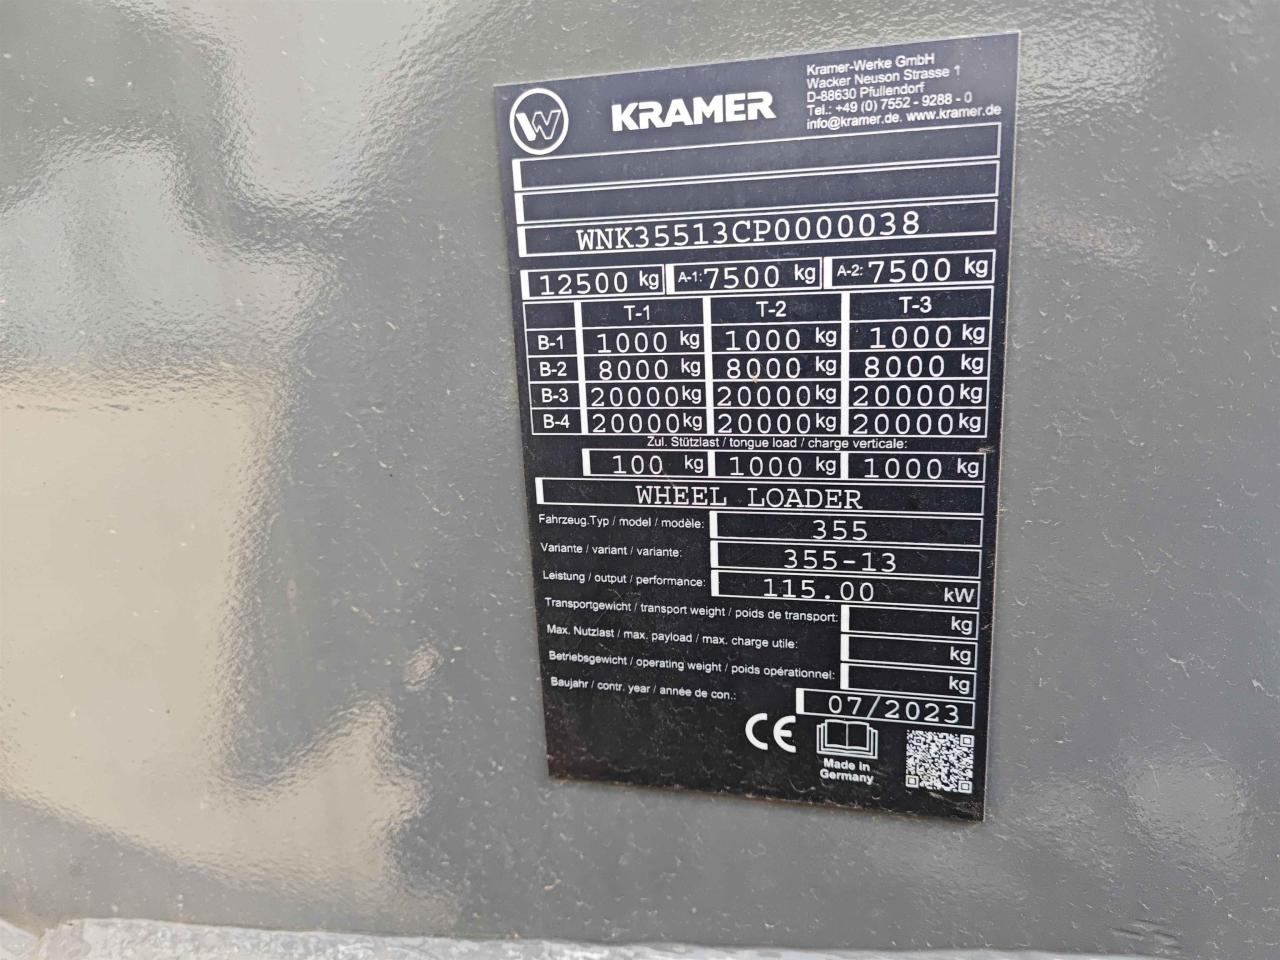 W KRAMER
Kramer-Werke GmbH
Wacker Neuson Strasse 1
D-88630 Pfullendorf
Tel.: +49 (0) 7552 - 9288 - 0
info@kramer.de. www.kramer.de
WNK35513CP0000038
12500 kg A-1: 7500 kg A-2: 7500 kg
T-1 T-2 T-3
B-1 1000 kg 1000 kg 1000 kg
B-2 8000 kg 8000 kg 8000 kg
B-3 20000 kg 20000 kg 20000 kg
B-4 20000 kg 20000 kg 20000 kg
Zul. Stützlast / tongue load / charge verticale:
100 kg 1000 kg 1000 kg
WHEEL LOADER
Fahrzeug.Typ / model / modèle: 355
Variante / variant / variante: 355-13
Leistung / output / performance: 115.00 kW
Transportgewicht / transport weight / poids de transport: kg
Max. Nutzlast / max. payload / max. charge utile: kg
Betriebsgewicht / operating weight / poids opérationnel: kg
Baujahr / contr. year / année de con.: 07/2023
CE
Made in
Germany